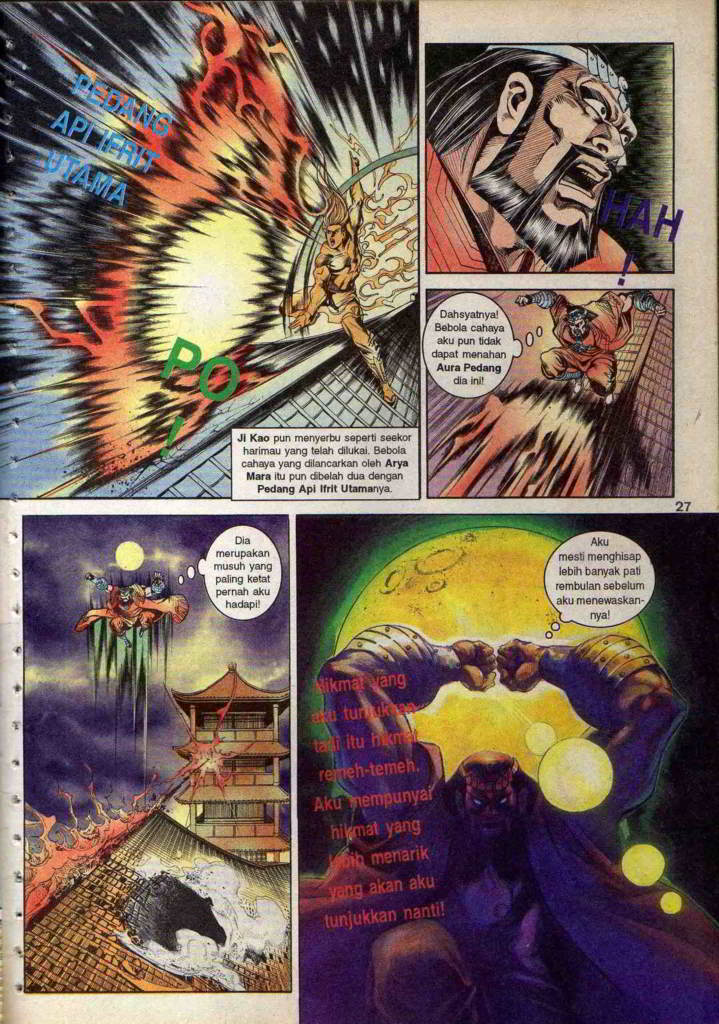 PEDANG
API IFRIT
UTAMA
PO
!
Ji Kao pun menyerbu seperti seekor
harimau yang telah dilukai. Bebola
cahaya yang dilancarkan oleh Arya
Mara itu pun dibelah dua dengan
Pedang Api Ifrit Utamanya.
HAH
!
Dahsyatnya!
Bebola cahaya
aku pun tidak
dapat menahan
Aura Pedang
dia ini!
27
Dia
merupakan
musuh yang
paling ketat
pernah aku
hadapi!
Aku
mesti menghisap
lebih banyak pati
rembulan sebelum
aku menewaskan-
nya!
Hikmat yang
aku tunjukkan
tadi itu hikmat
remeh-temeh.
Aku mempunyai
hikmat yang
lebih menarik
yang akan aku
tunjukkan nanti!